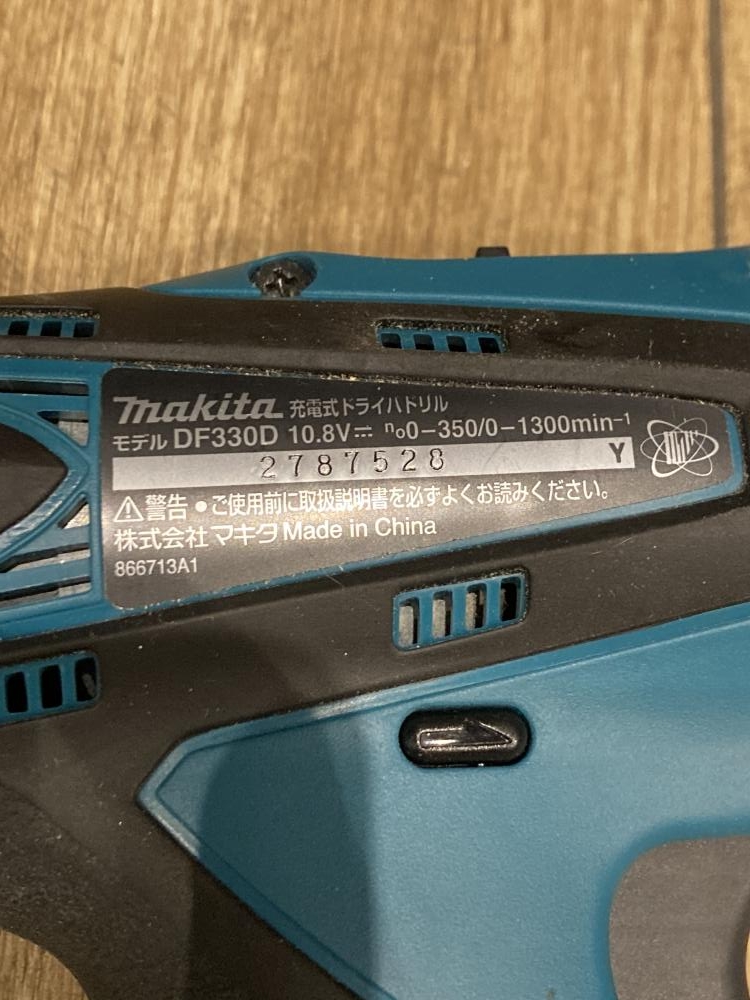 makita 充電式ドライバドリル
モデル DF330D 10.8V⎓ n₀0-350/0-1300min⁻¹
2787528 Y
⚠警告 ●ご使用前に取扱説明書を必ずよくお読みください。
株式会社マキタ Made in China
866713A1